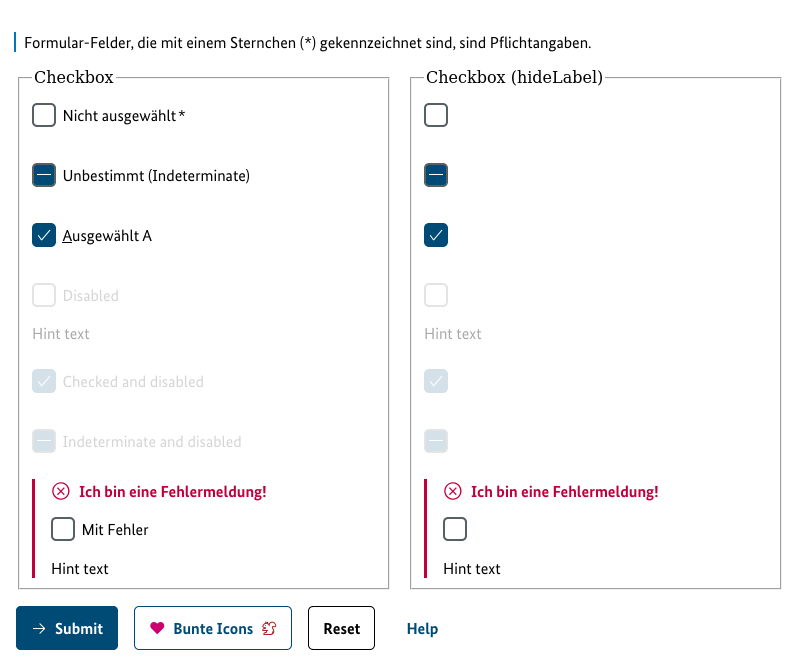 Formular-Felder, die mit einem Sternchen (*) gekennzeichnet sind, sind Pflichtangaben.
Checkbox
Nicht ausgewählt*
Unbestimmt (Indeterminate)
Ausgewählt A
Disabled
Hint text
Checked and disabled
Indeterminate and disabled
Ich bin eine Fehlermeldung!
Mit Fehler
Hint text
Checkbox (hideLabel)
Hint text
Ich bin eine Fehlermeldung!
Hint text
Submit
Bunte Icons
Reset
Help